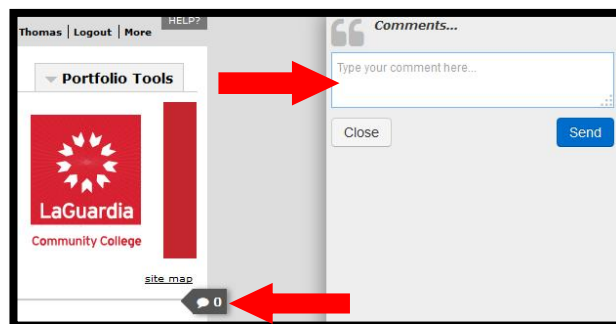 HELP?
Thomas | Logout | More
Portfolio Tools
LaGuardia
Community College
site map
0
Comments...
Type your comment here...
Close
Send